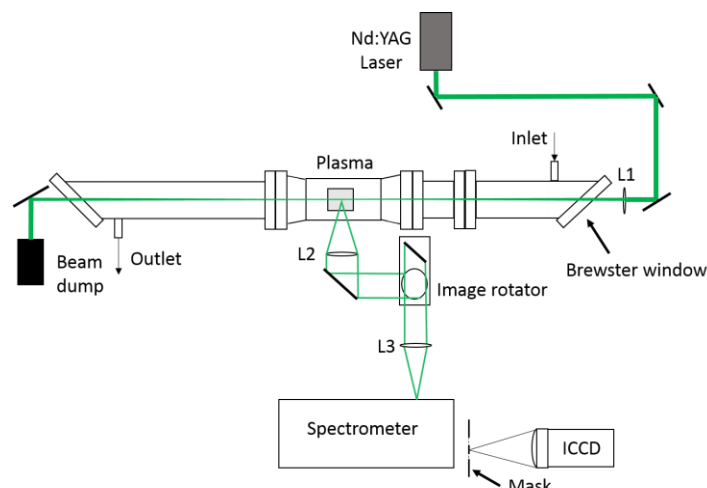 Nd:YAG
Laser
Inlet
Plasma
L1
Beam
dump
Outlet
L2
Brewster window
Image rotator
L3
Spectrometer
ICCD
Mask